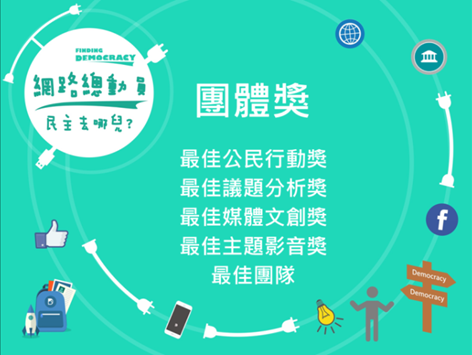 FINDING
DEMOCRACY
網路總動員
民主去哪兒?
團體獎
最佳公民行動獎
最佳議題分析獎
最佳媒體文創獎
最佳主題影音獎
最佳團隊
f
Democracy
Democracy